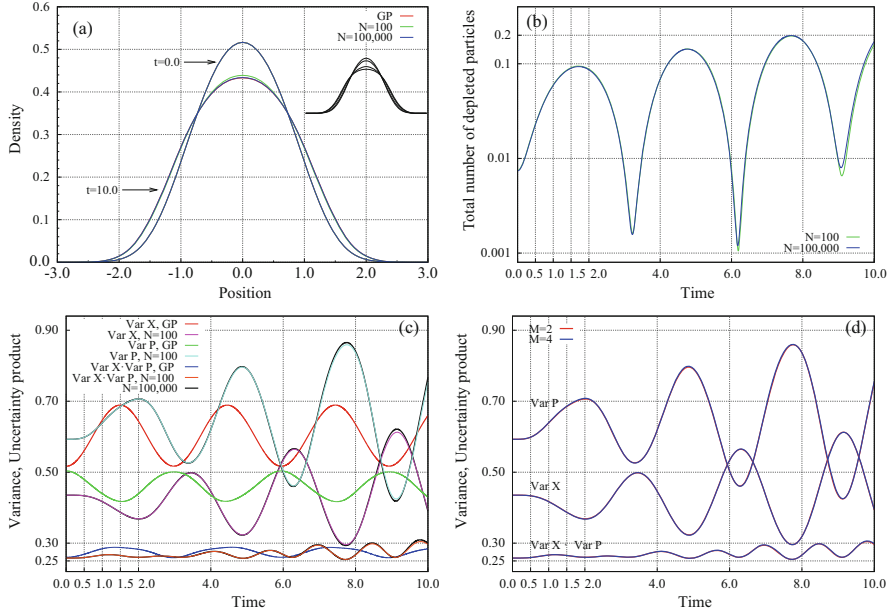 (a)
GP
N=100
N=100,000
t=0.0
t=10.0
Density
0.6
0.5
0.4
0.3
0.2
0.1
0.0
-3.0 -2.0 -1.0 0.0 1.0 2.0 3.0
Position
(b)
Total number of depleted particles
0.2
0.1
0.01
0.001
N=100
N=100,000
0.0 0.5 1.0 1.5 2.0 4.0 6.0 8.0 10.0
Time
(c)
Var X, GP
Var X, N=100
Var P, GP
Var P, N=100
Var X·Var P, GP
Var X·Var P, N=100
N=100,000
Variance, Uncertainty product
0.90
0.70
0.50
0.30
0.25
0.0 0.5 1.0 1.5 2.0 4.0 6.0 8.0 10.0
Time
(d)
M=2
M=4
Var P
Var X
Var X · Var P
Variance, Uncertainty product
0.90
0.70
0.50
0.30
0.25
0.0 0.5 1.0 1.5 2.0 4.0 6.0 8.0 10.0
Time